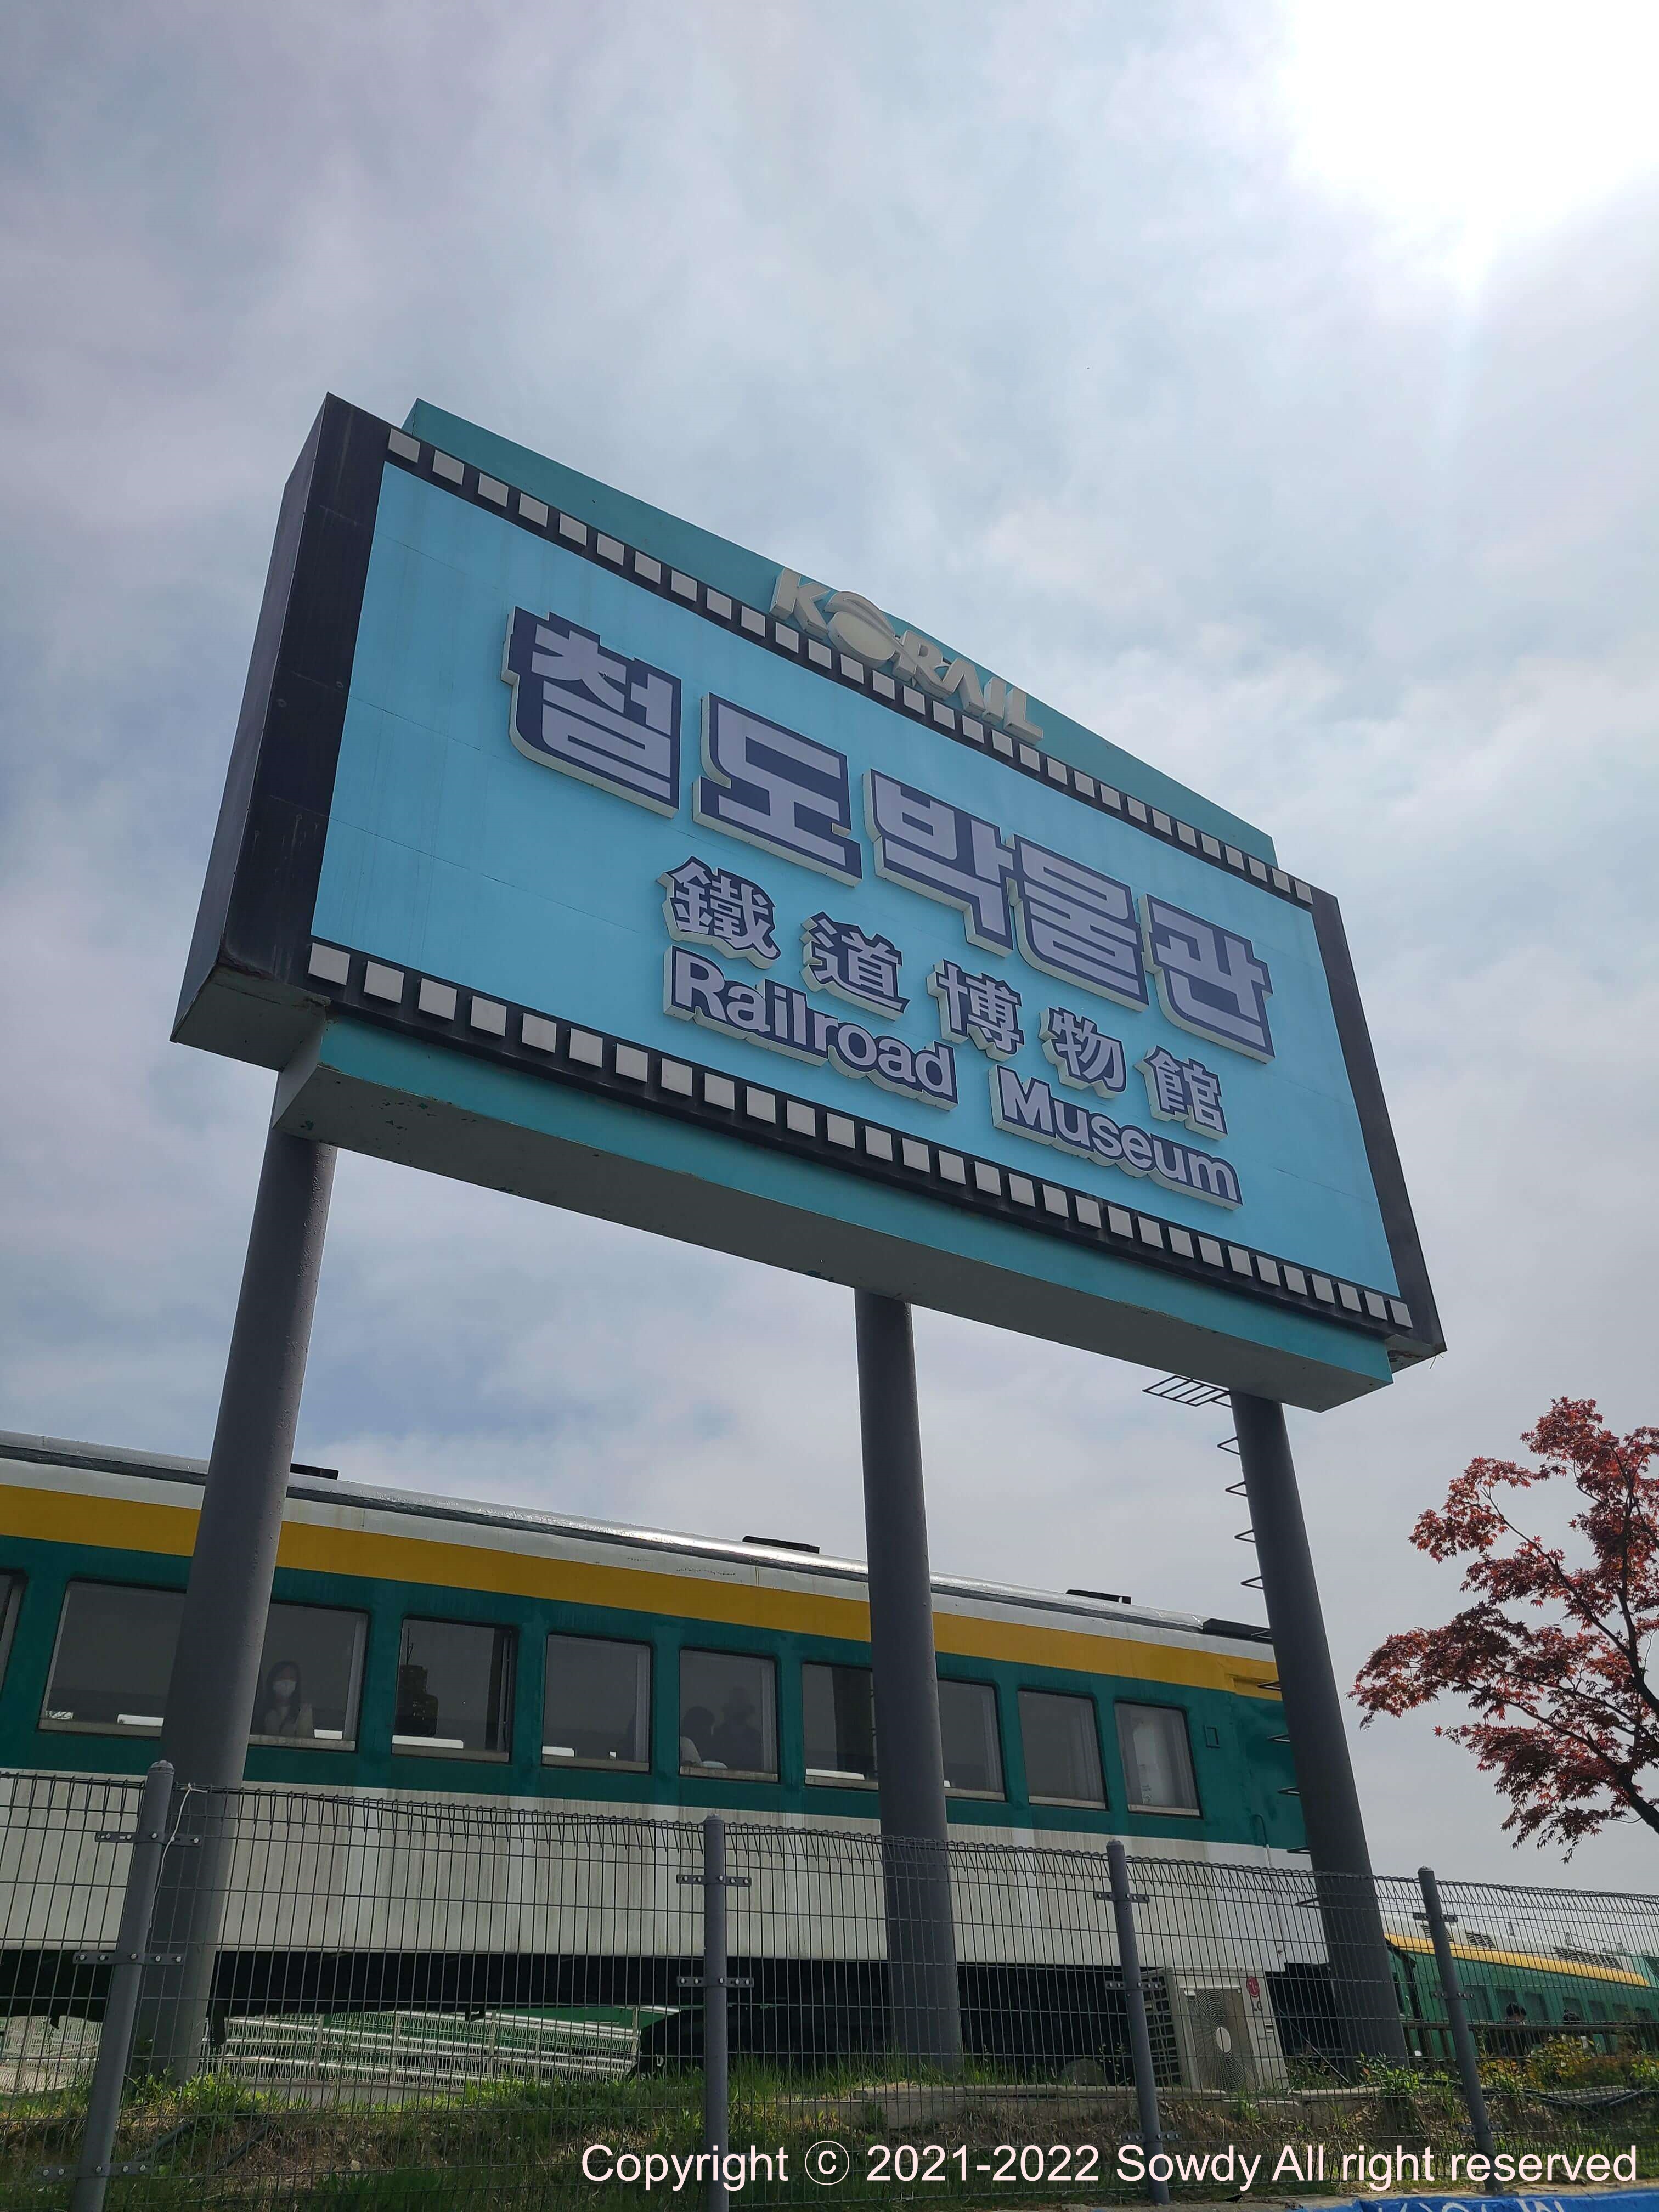 KORAIL
철도박물관
鐵道博物館
Railroad Museum
LG
Copyright ⓒ 2021-2022 Sowdy All right reserved